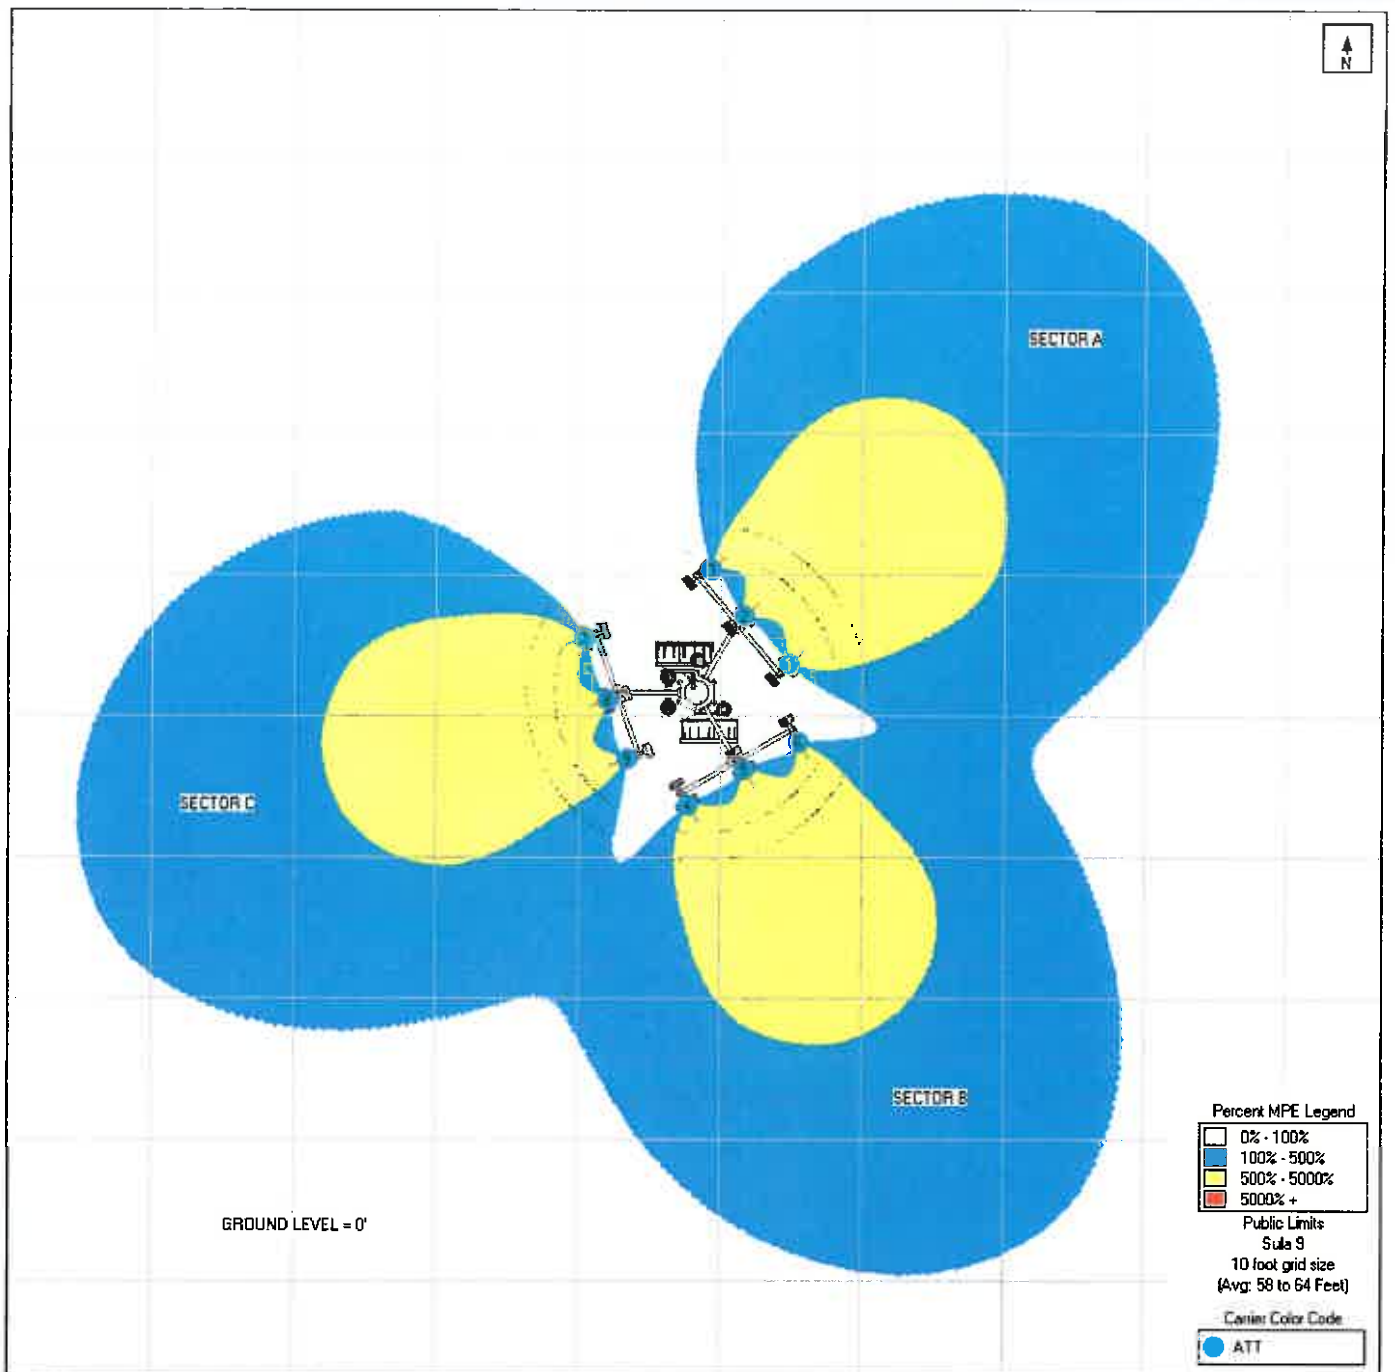 N
SECTOR A
SECTOR C
SECTOR B
GROUND LEVEL = 0'
Percent MPE Legend
0% - 100%
100% - 500%
500% - 5000%
5000% +
Public Limits
Sula 9
10 foot grid size
(Avg: 58 to 64 Feet)
Carrier Color Code
ATT